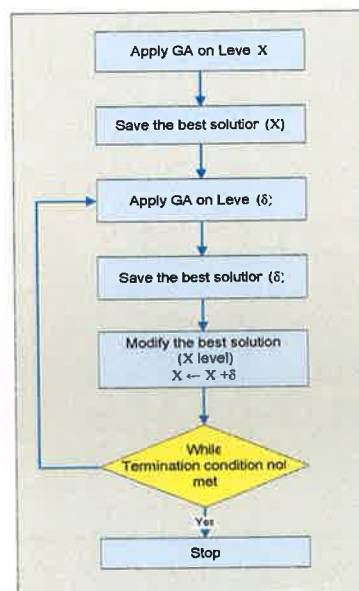 Apply GA on Leve X
Save the best solutior (X)
Apply GA on Leve (δ;
Save the best solutior (δ;
Modify the best solution
(X level)
X ← X +δ
While
Termination condition not
met
Yes
Stop